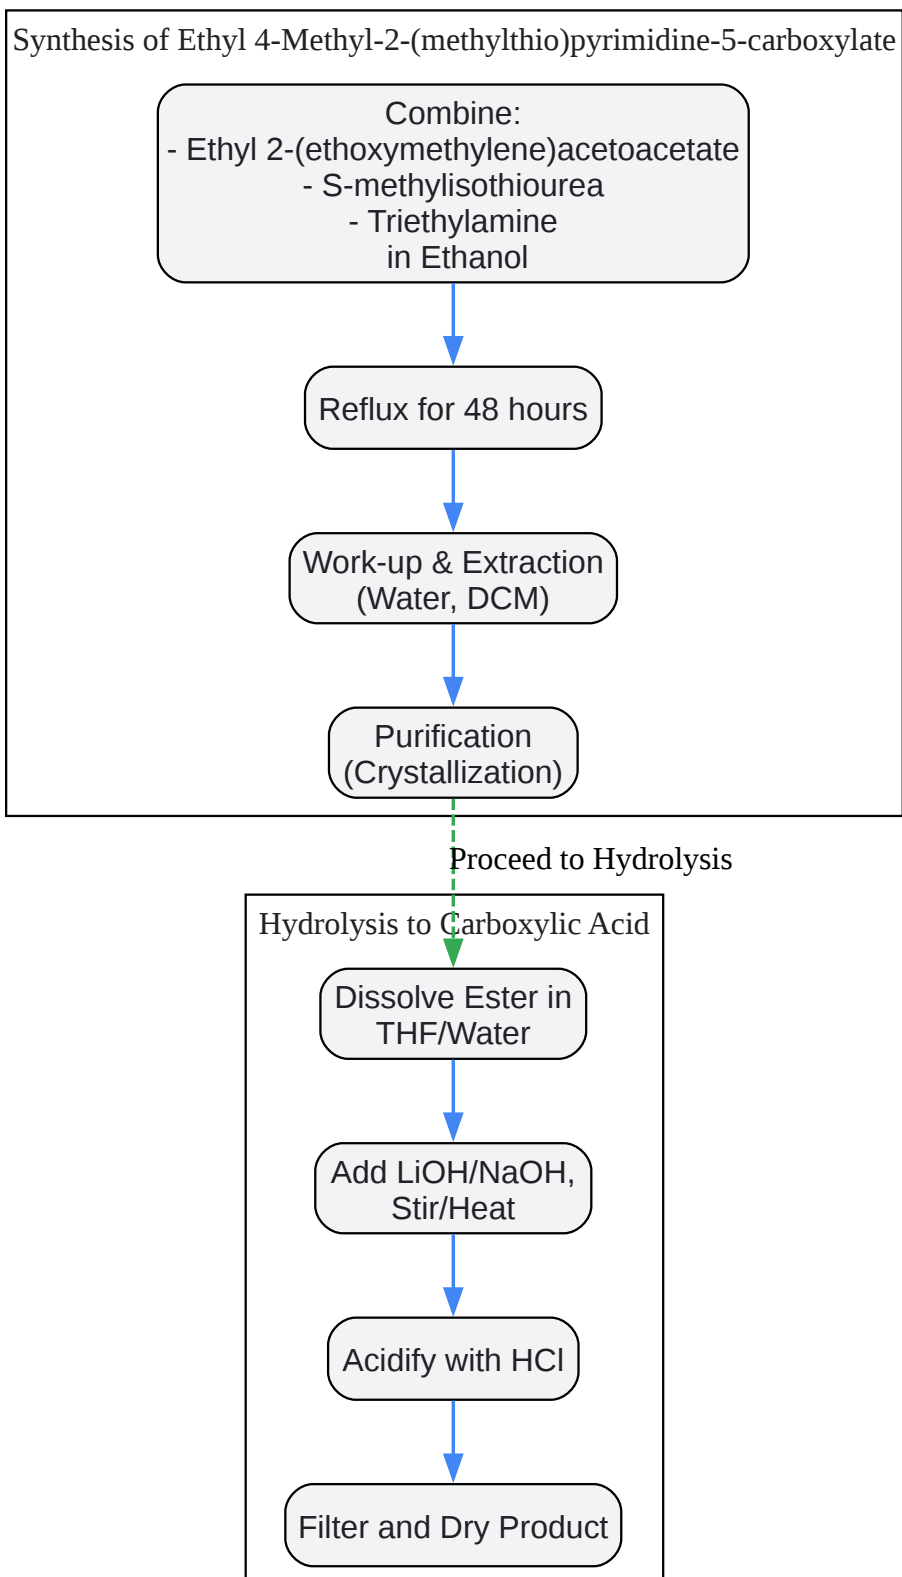 Synthesis of Ethyl 4-Methyl-2-(methylthio)pyrimidine-5-carboxylate
Combine:
- Ethyl 2-(ethoxymethylene)acetoacetate
- S-methylisothiourea
- Triethylamine
in Ethanol
Reflux for 48 hours
Work-up & Extraction
(Water, DCM)
Purification
(Crystallization)
Proceed to Hydrolysis
Hydrolysis to Carboxylic Acid
Dissolve Ester in
THF/Water
Add LiOH/NaOH,
Stir/Heat
Acidify with HCl
Filter and Dry Product